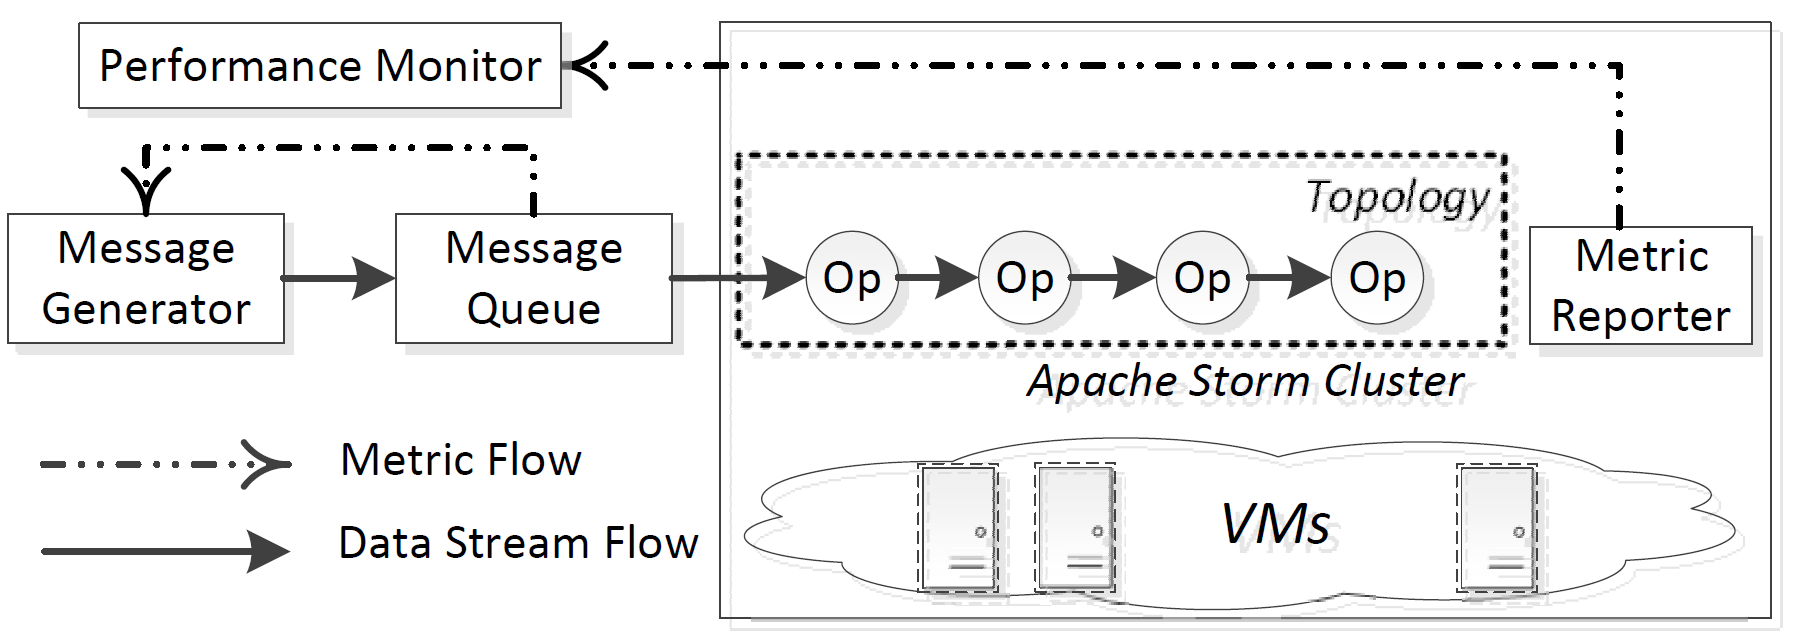 Performance Monitor
Topology
Message
Generator
Message
Queue
Op
Op
Op
Op
Metric
Reporter
Apache Storm Cluster
Metric Flow
Data Stream Flow
VMs